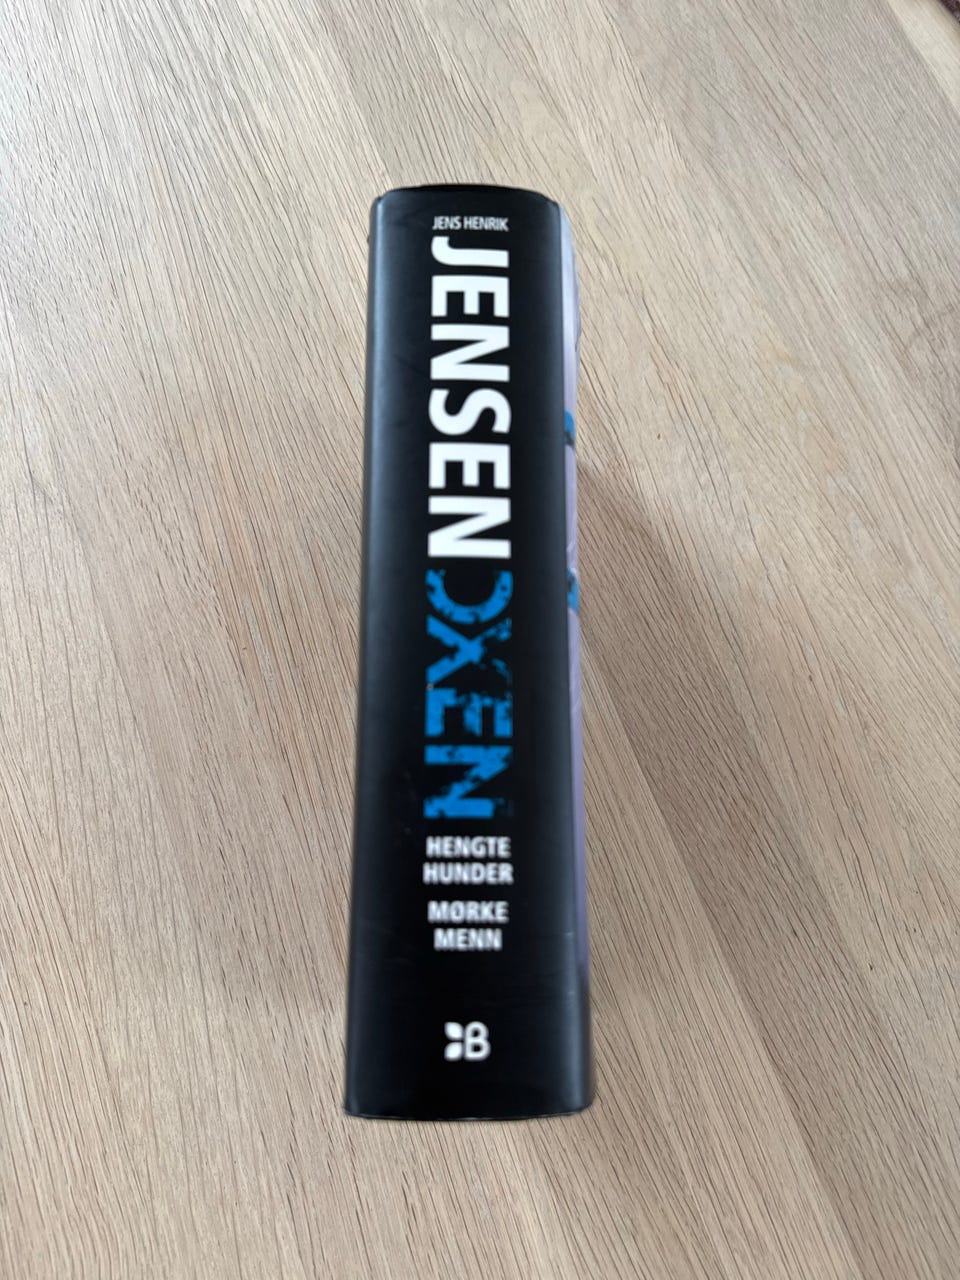 JENS HENRIK
JENSEN
OXEN
HENGTE
HUNDER
MØRKE
MENN
B